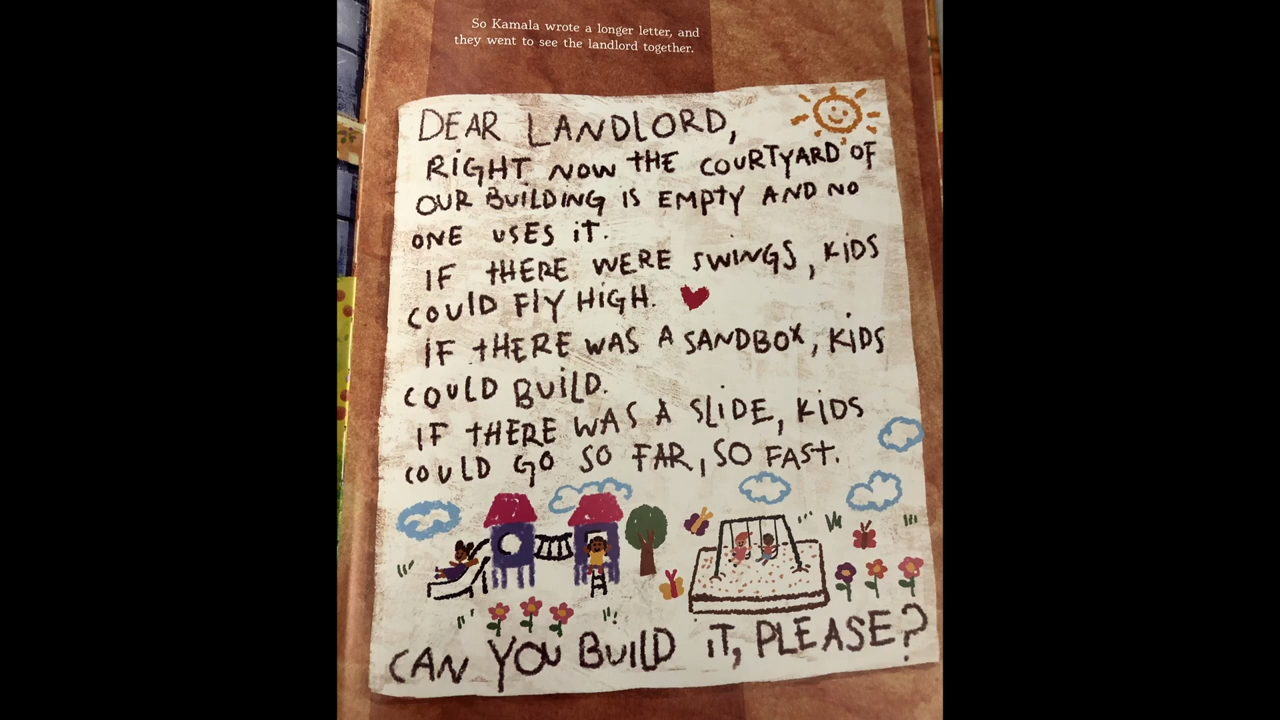 So Kamala wrote a longer letter, and
they went to see the landlord together.
DEAR LANDLORD,
RiGHT NOW THE COURTYARD OF
OUR BUiLDING IS EMPTY AND NO
ONE USES iT.
IF THERE WERE SWINGS, KiDS
COULD FLY HiGH.
iF THERE WAS A SANDBOX, KiDS
COULD BUiLD.
IF THERE WAS A SLiDE, KiDS
COULD GO SO FAR, SO FAST.
CAN YOU BUILD iT, PLEASE?